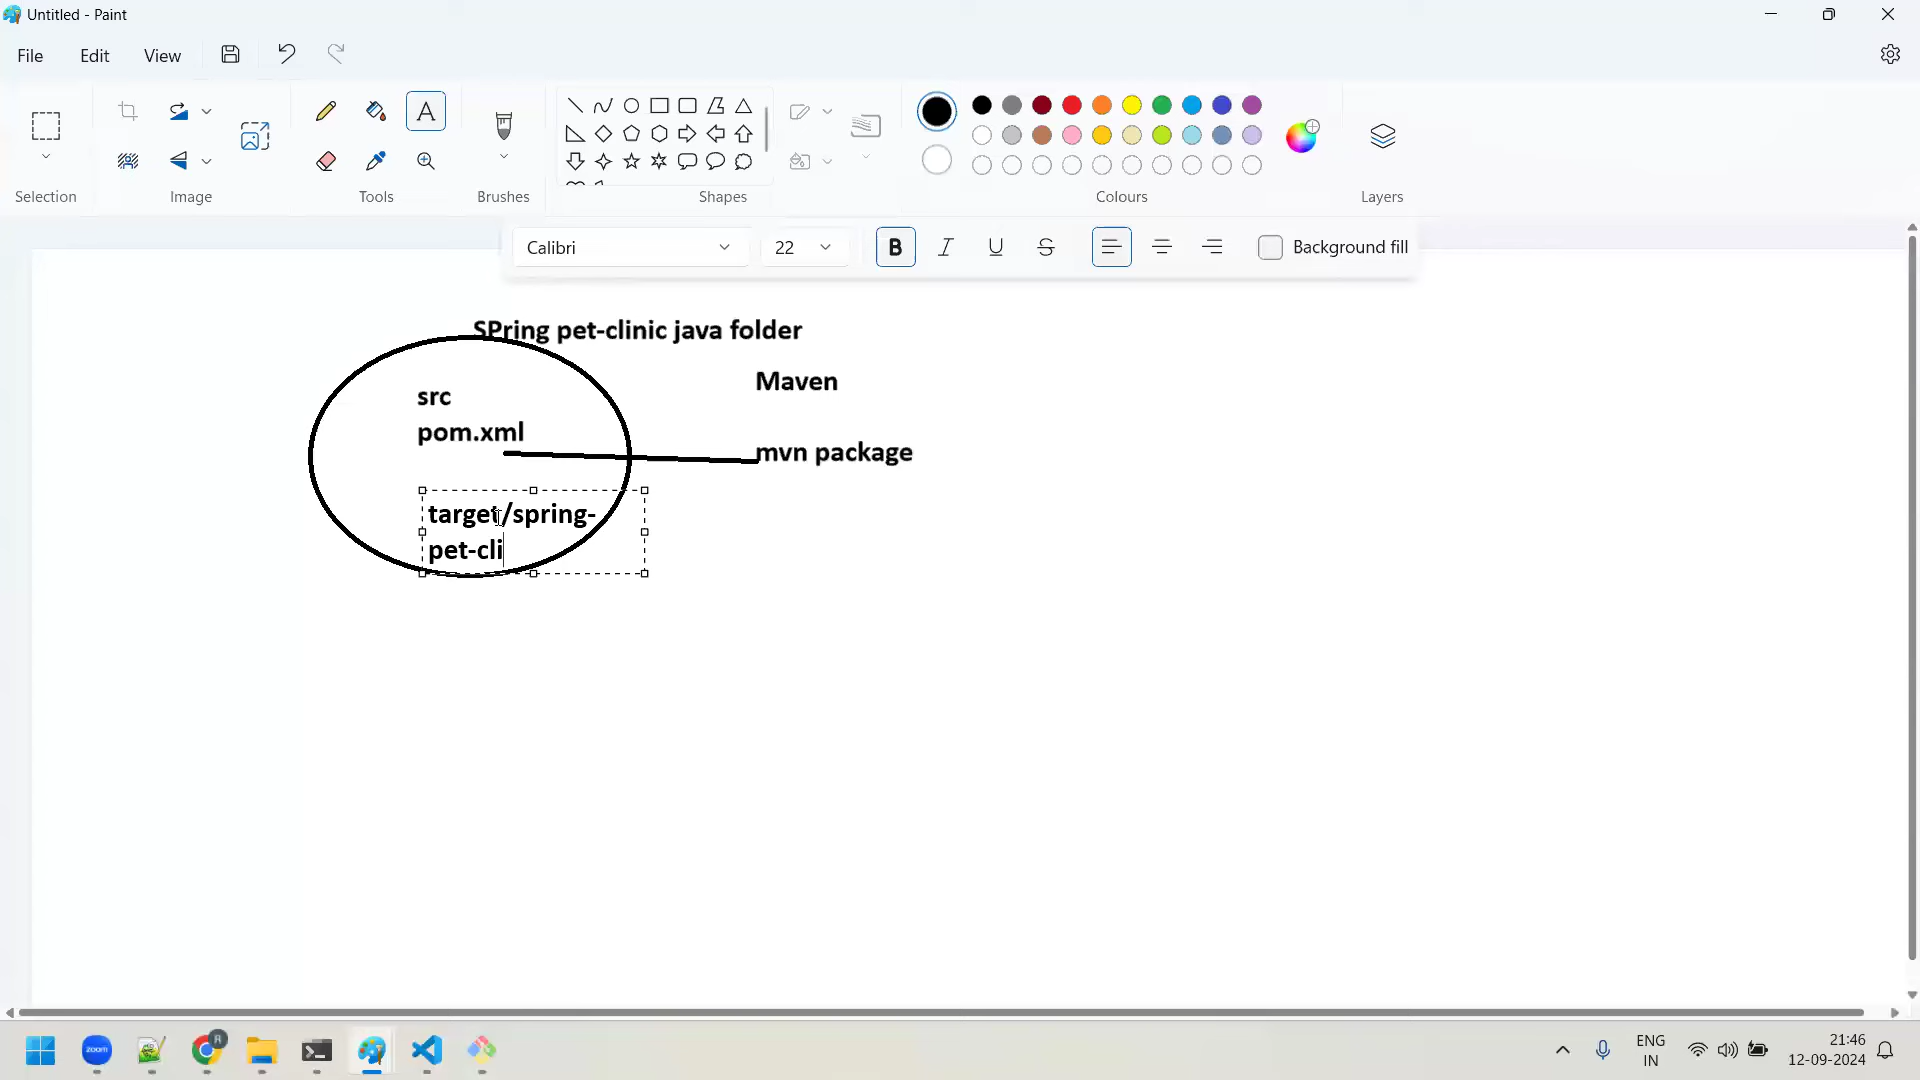 Untitled - Paint
File Edit View
Selection Image Tools Brushes Shapes Colours Layers
Calibri 22 B I U S Background fill
SPring pet-clinic java folder
Maven
src
pom.xml
mvn package
target/spring-
pet-cli
zoom R ENG 21:46
IN 12-09-2024